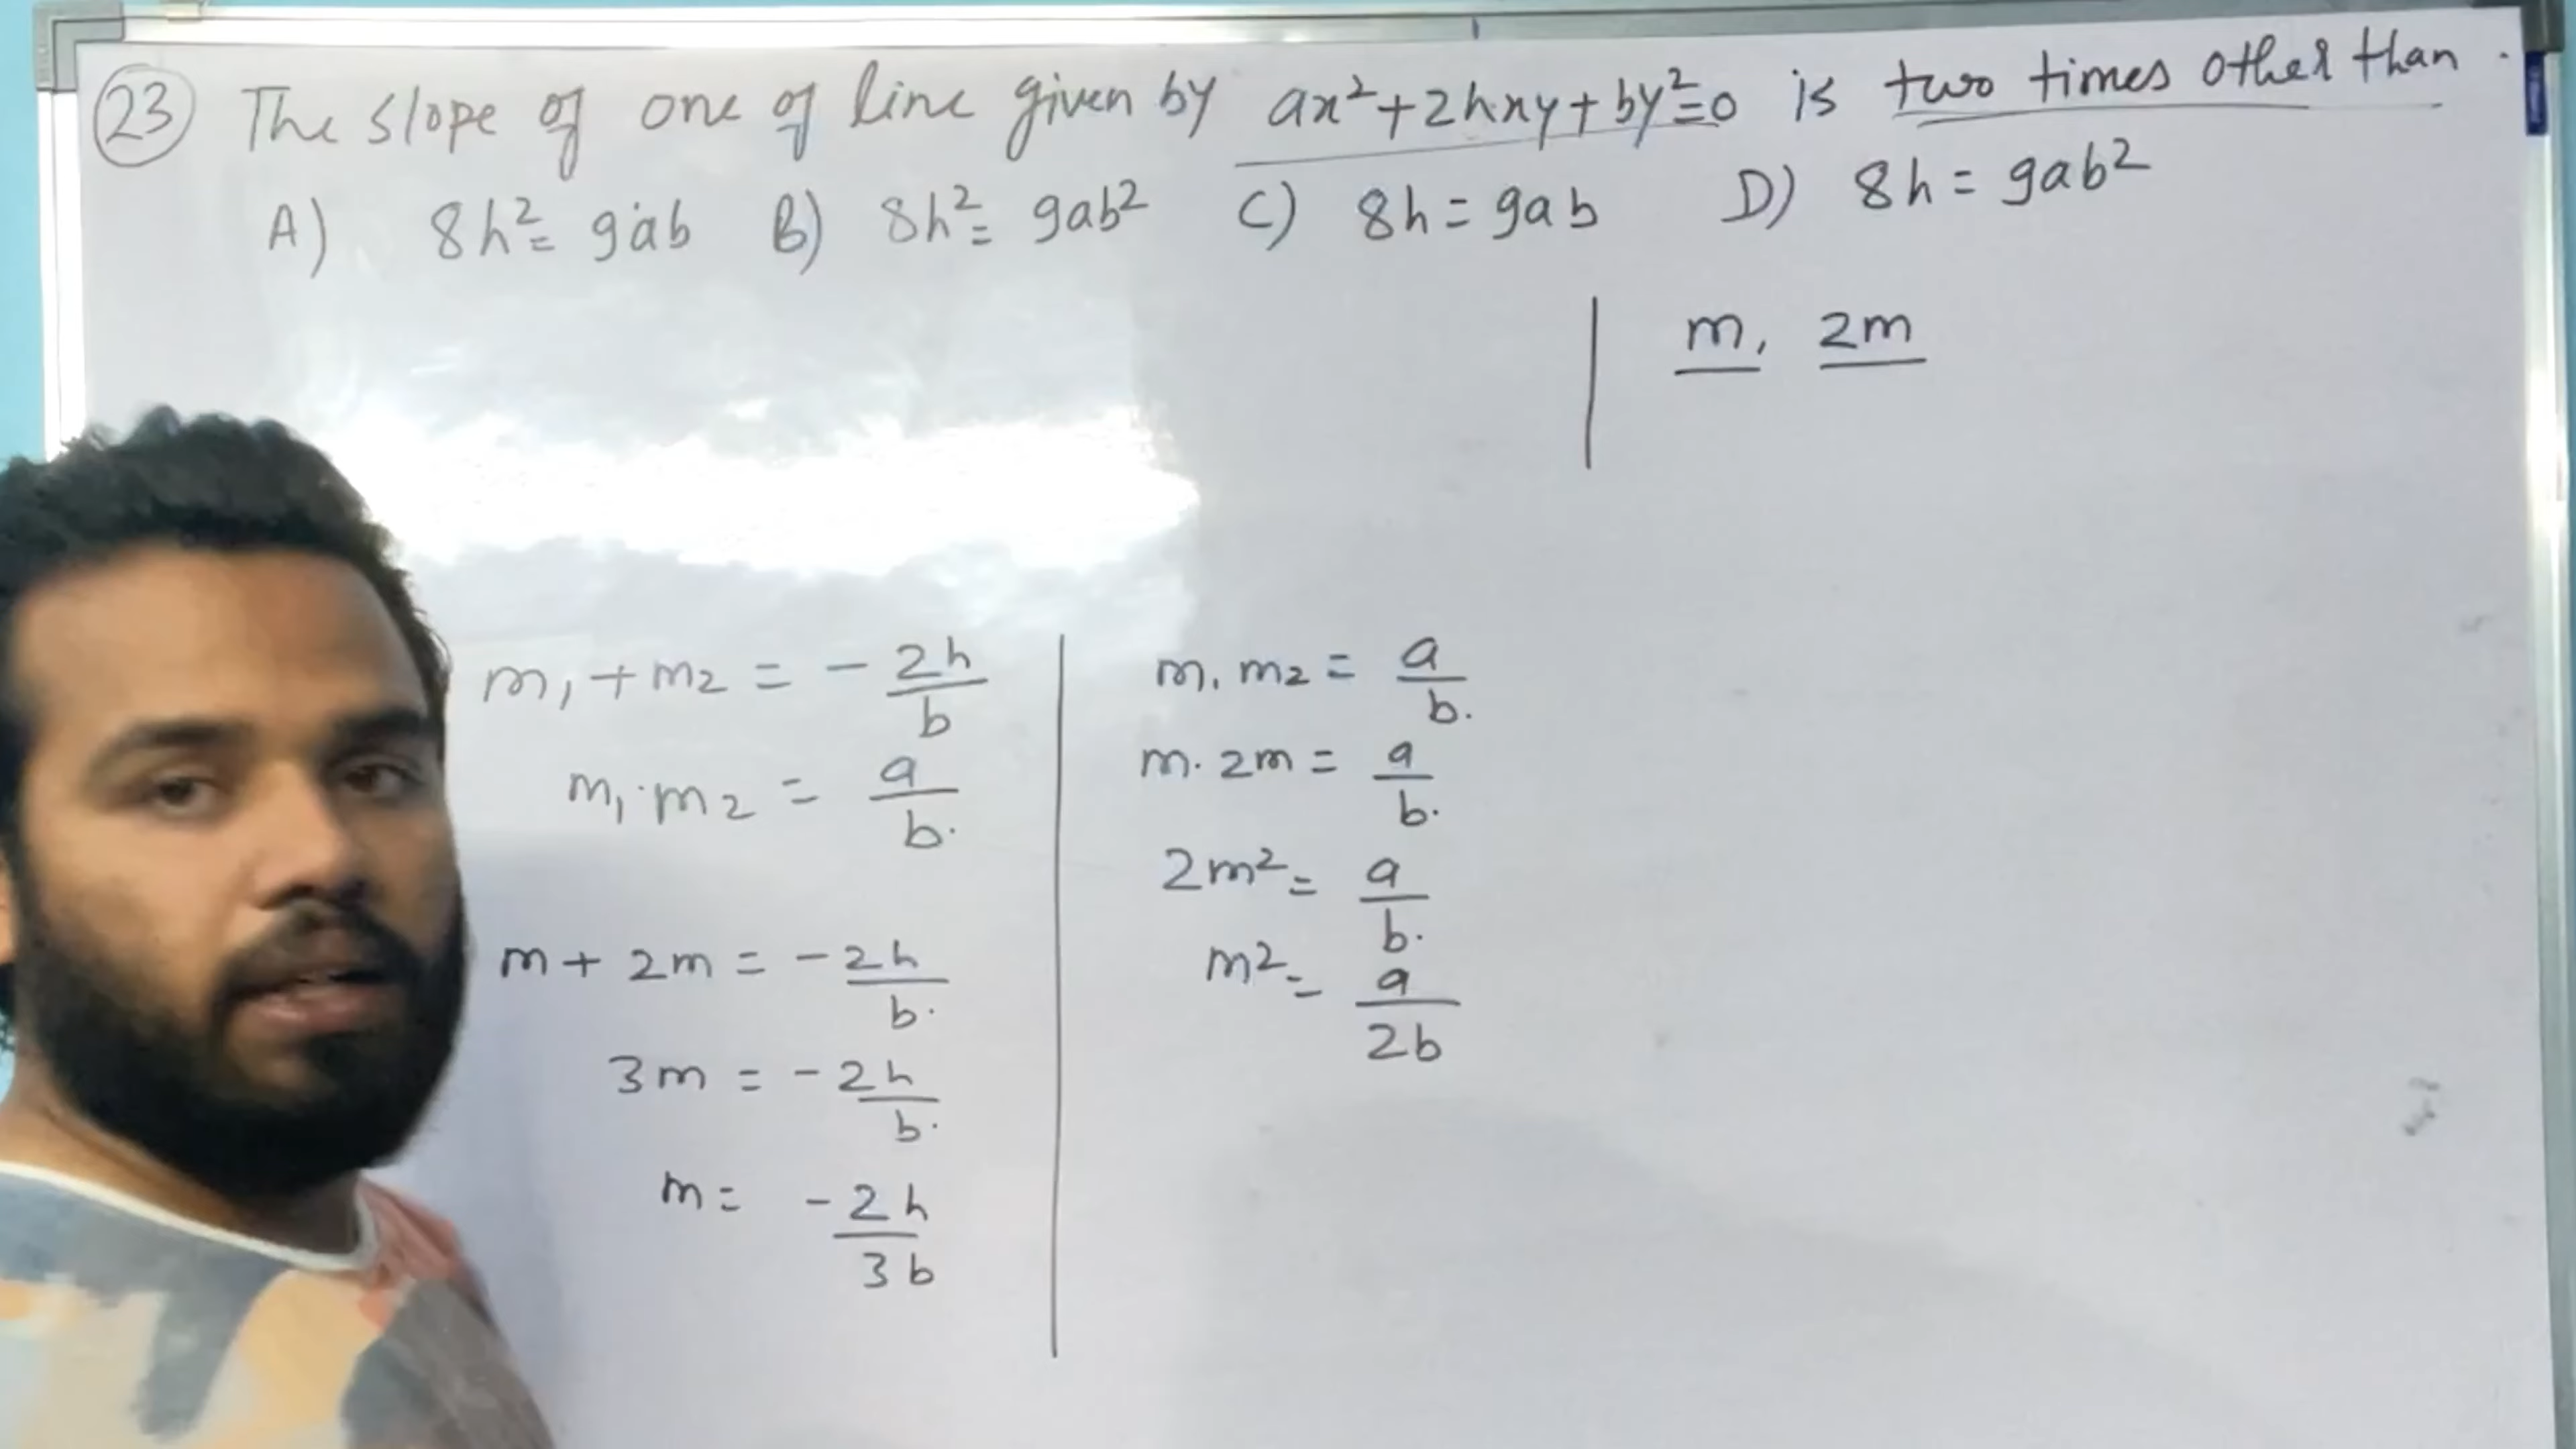 23 The slope of one of line given by ax²+2hxy+by²=0 is two times other than.
A) 8h²=9ab B) 8h²=9ab² C) 8h=9ab D) 8h=9ab²
m, 2m
m₁+m₂ = -2h/b
m₁·m₂ = a/b.
m+2m = -2h/b.
3m = -2h/b.
m = -2h/3b
m₁ m₂ = a/b.
m·2m = a/b.
2m² = a/b.
m² = a/2b